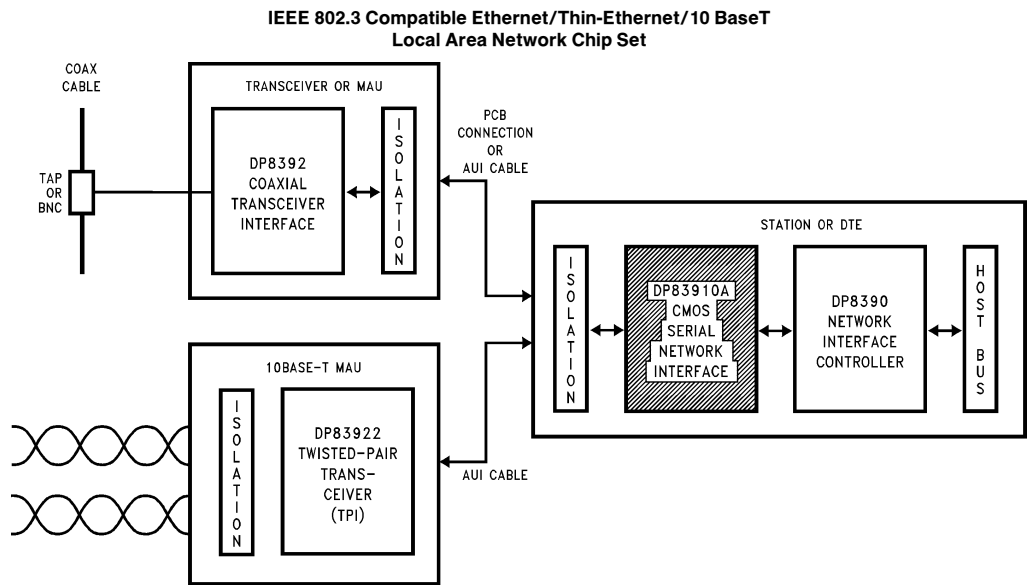 IEEE 802.3 Compatible Ethernet/Thin-Ethernet/10 BaseT
Local Area Network Chip Set
COAX
CABLE
TAP
OR
BNC
TRANSCEIVER OR MAU
DP8392
COAXIAL
TRANSCEIVER
INTERFACE
ISOLATION
PCB
CONNECTION
OR
AUI CABLE
STATION OR DTE
ISOLATION
DP83910A
CMOS
SERIAL
NETWORK
INTERFACE
DP8390
NETWORK
INTERFACE
CONTROLLER
HOST BUS
10BASE-T MAU
ISOLATION
DP83922
TWISTED-PAIR
TRANS-
CEIVER
(TPI)
AUI CABLE